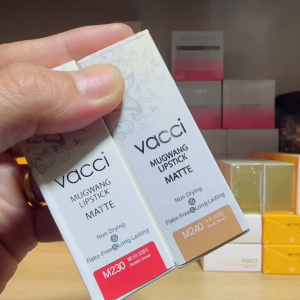 vacci
MUGWANG
LIPSTICK
MATTE
Non Drying
&
Flake-Free & Long Lasting
M230
vacci
MUGWANG
LIPSTICK
MATTE
Non Drying
&
Flake-Free & Long Lasting
M240